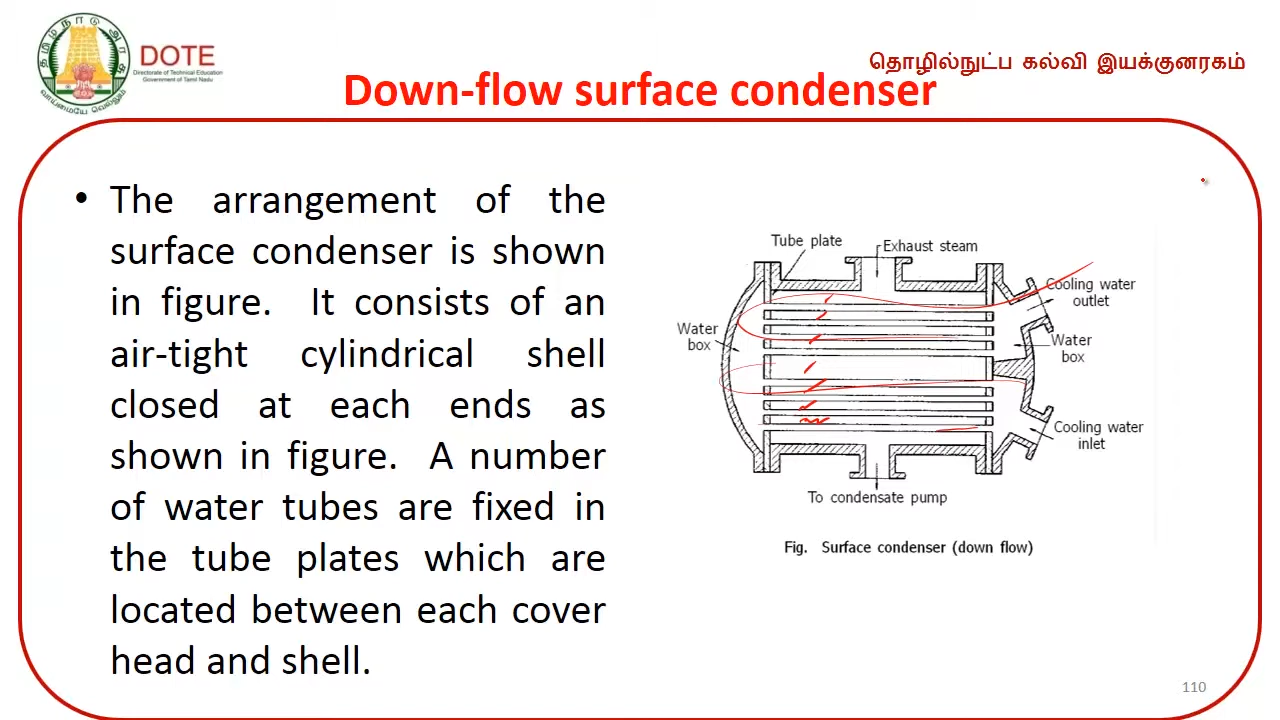 தமிழ்நாடு அரசு
வாய்மையே வெல்லும்
DOTE
Directorate of Technical Education
Government of Tamil Nadu
தொழில்நுட்ப கல்வி இயக்குனரகம்
Down-flow surface condenser
• The arrangement of the
surface condenser is shown
in figure. It consists of an
air-tight cylindrical shell
closed at each ends as
shown in figure. A number
of water tubes are fixed in
the tube plates which are
located between each cover
head and shell.
Tube plate
Exhaust steam
Cooling water
outlet
Water
box
Water
box
Cooling water
inlet
To condensate pump
Fig. Surface condenser (down flow)
110